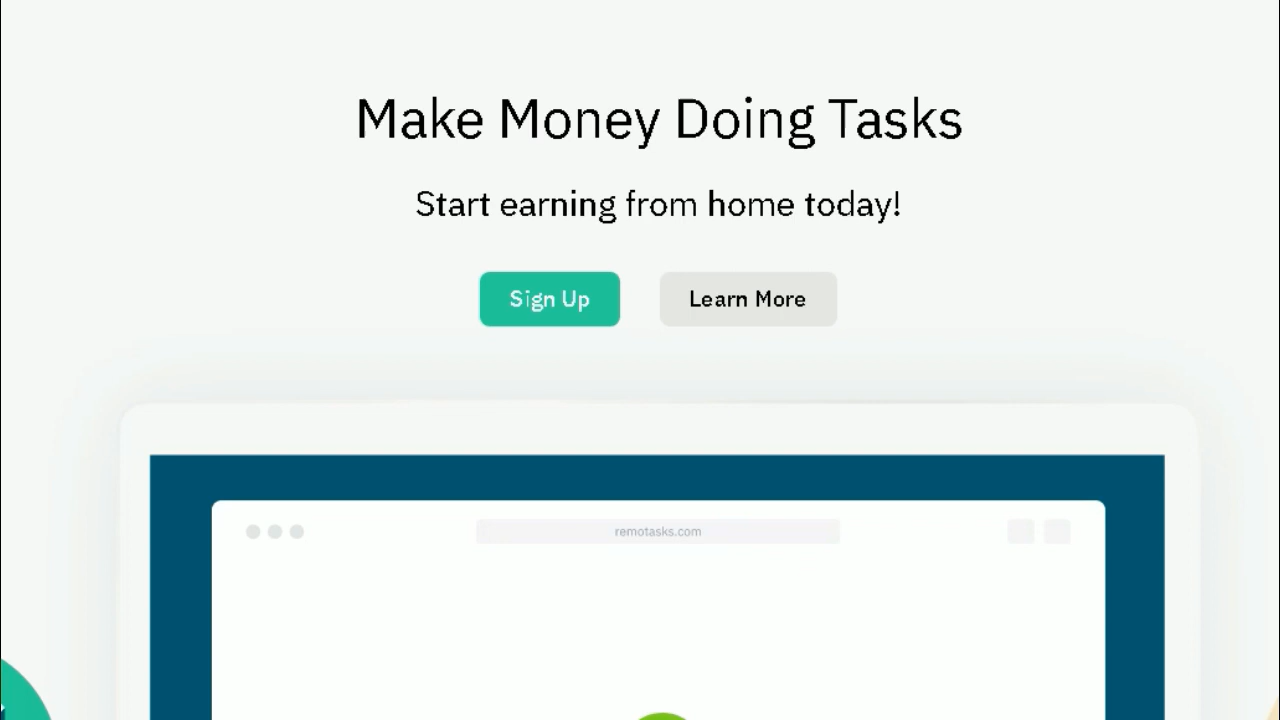 Make Money Doing Tasks
Start earning from home today!
Sign Up
Learn More
remotasks.com